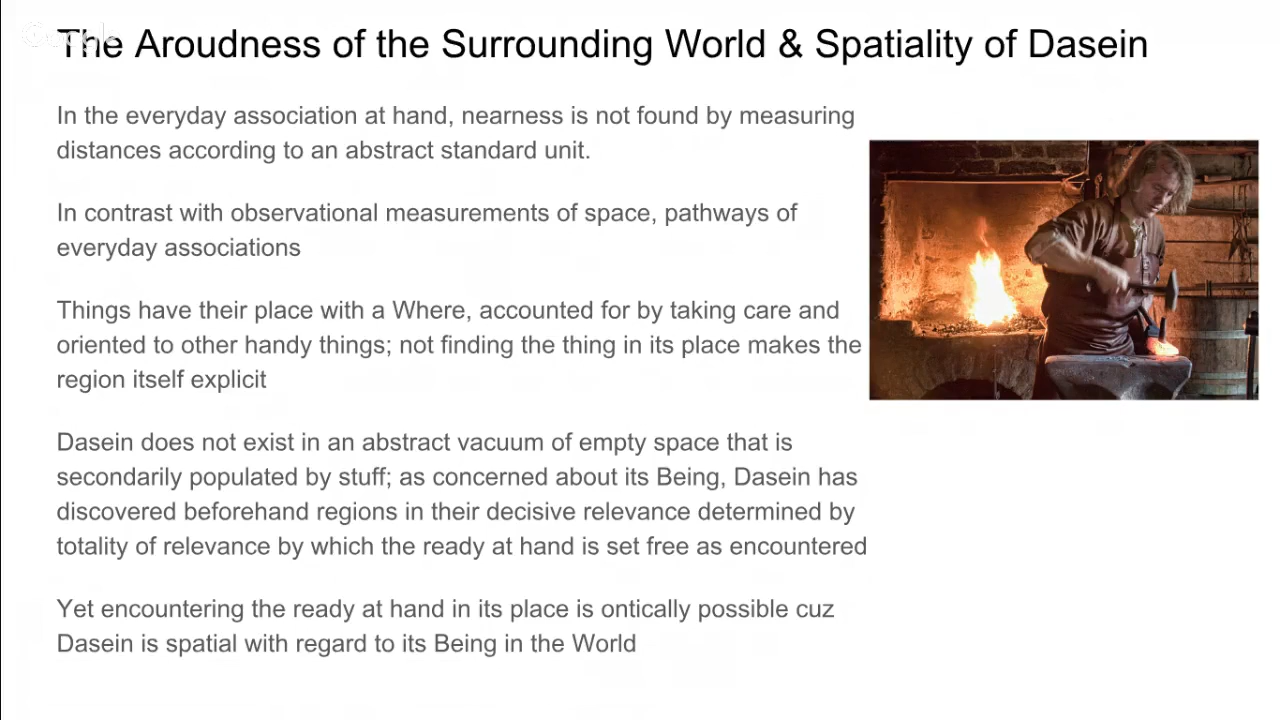 Google
The Aroudness of the Surrounding World & Spatiality of Dasein
In the everyday association at hand, nearness is not found by measuring
distances according to an abstract standard unit.
In contrast with observational measurements of space, pathways of
everyday associations
Things have their place with a Where, accounted for by taking care and
oriented to other handy things; not finding the thing in its place makes the
region itself explicit
Dasein does not exist in an abstract vacuum of empty space that is
secondarily populated by stuff; as concerned about its Being, Dasein has
discovered beforehand regions in their decisive relevance determined by
totality of relevance by which the ready at hand is set free as encountered
Yet encountering the ready at hand in its place is ontically possible cuz
Dasein is spatial with regard to its Being in the World